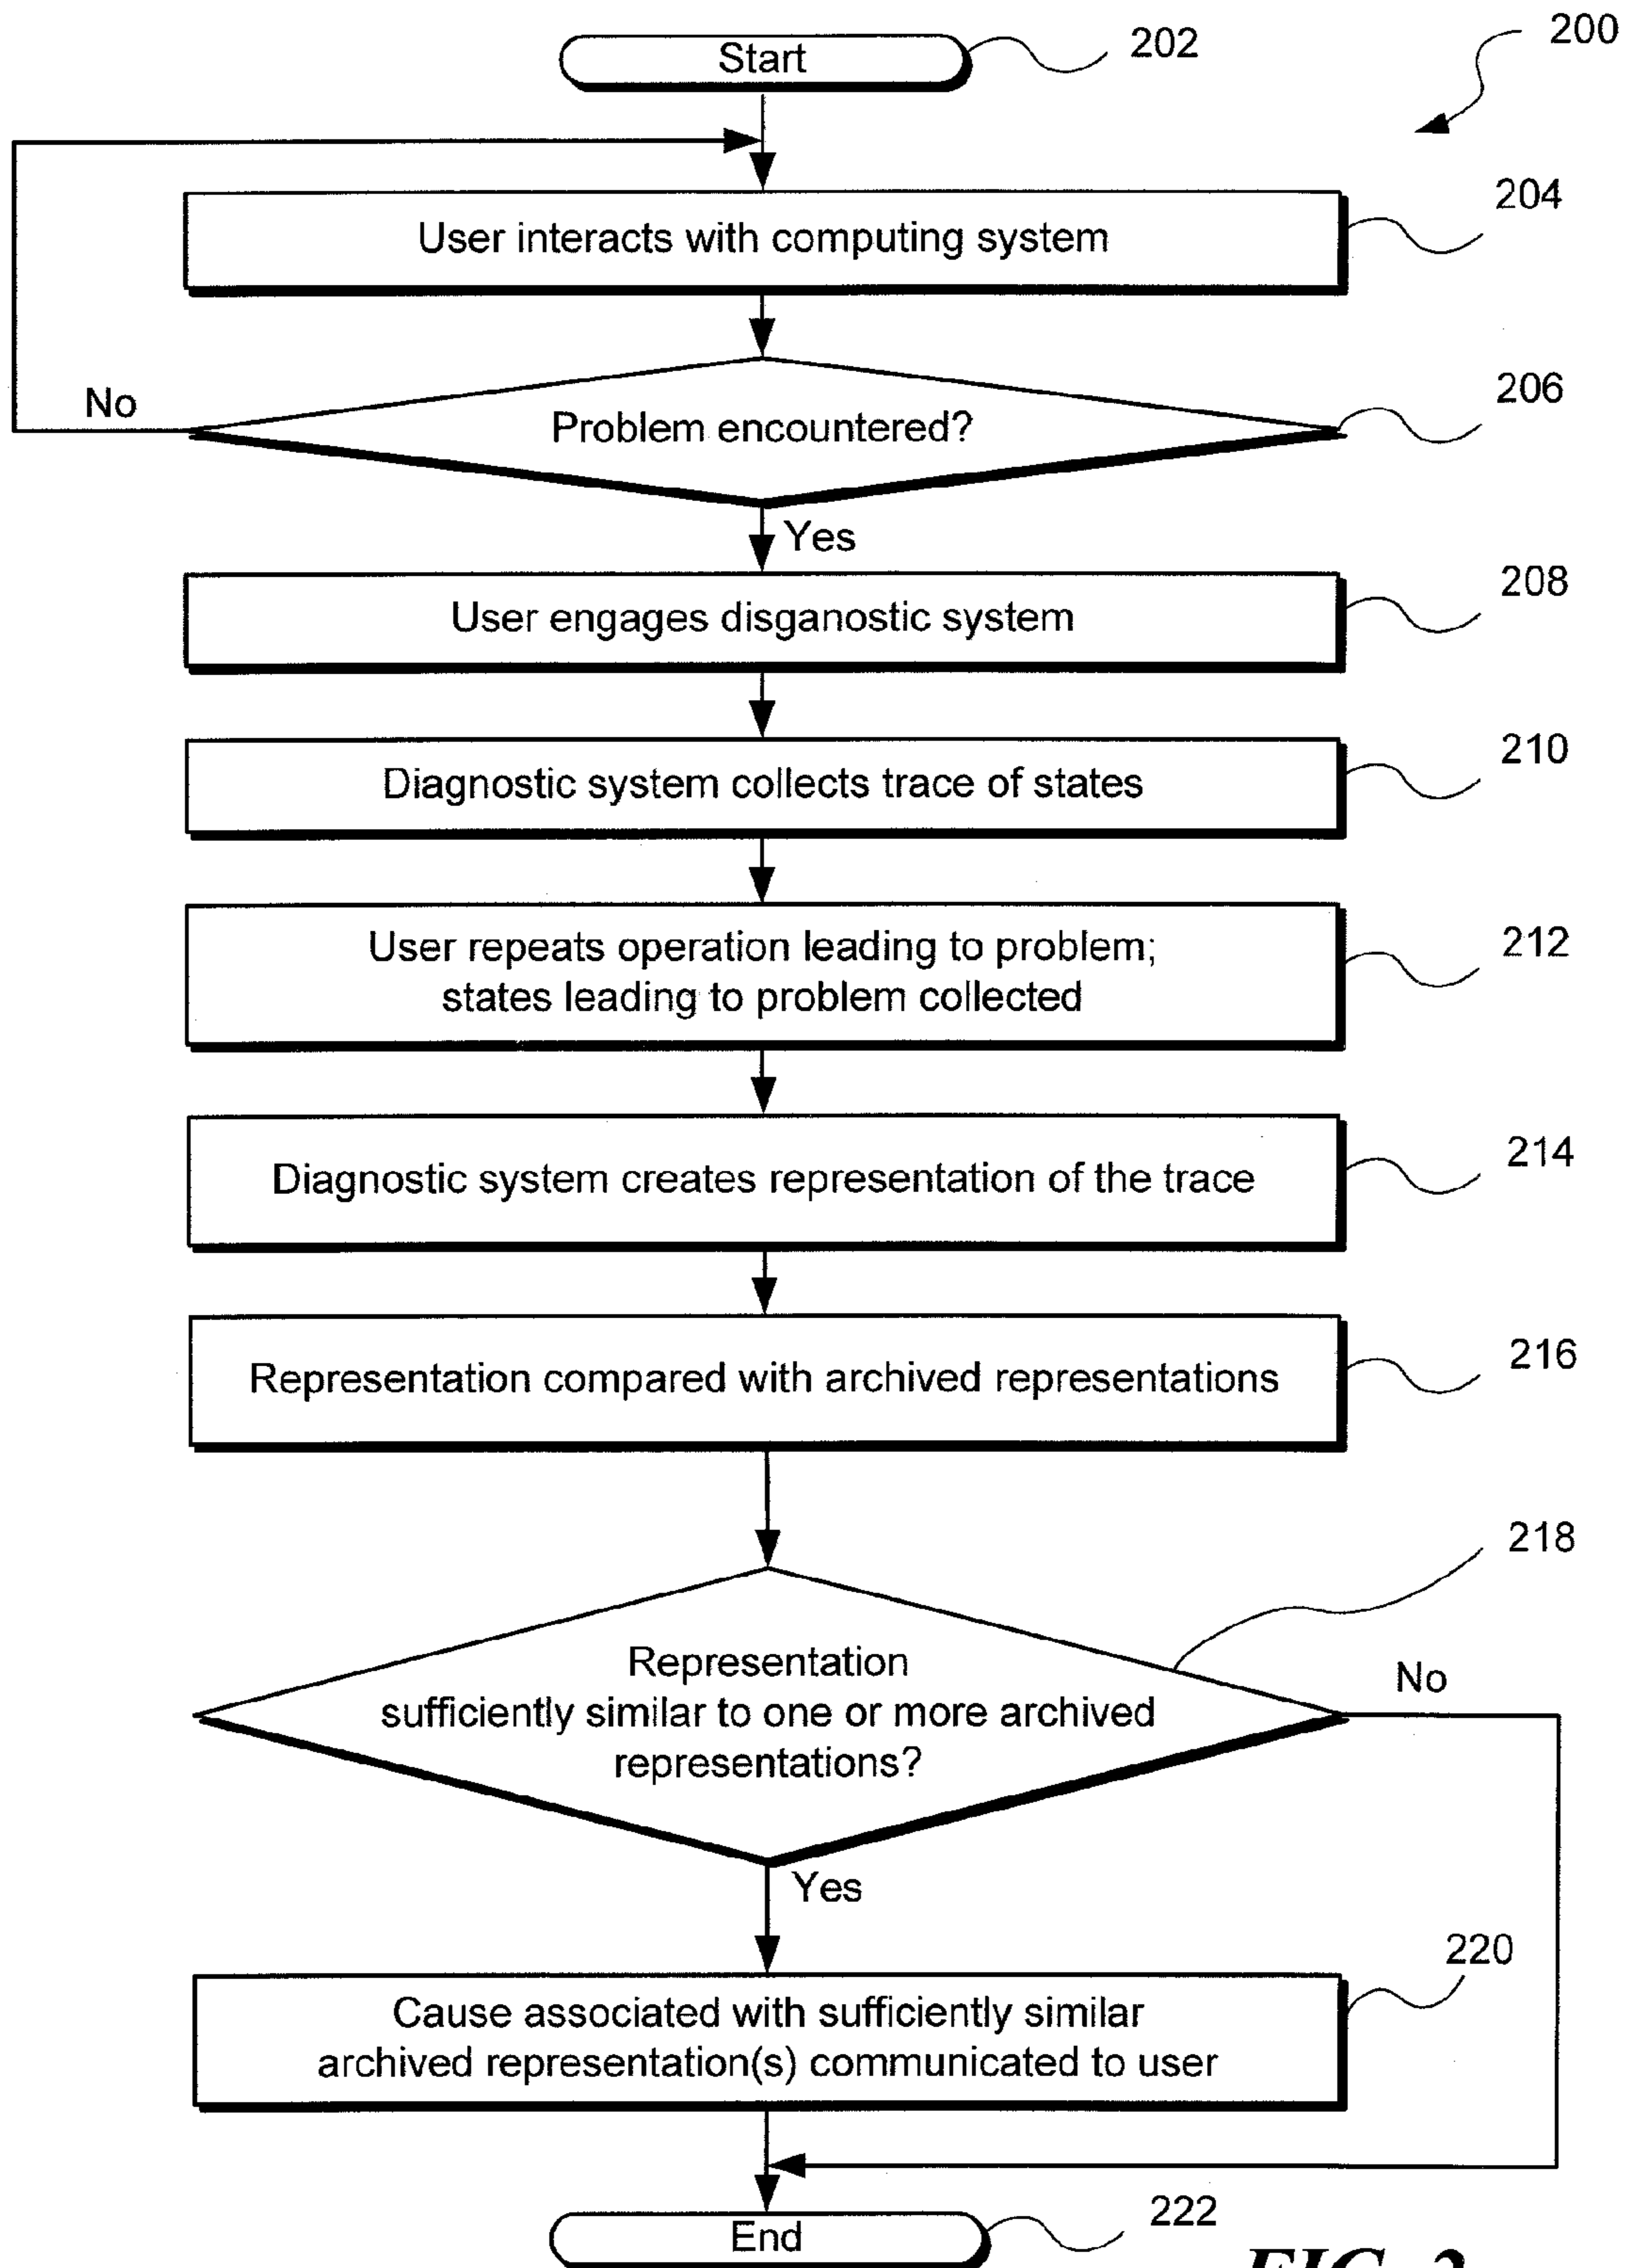 Start
202
200
User interacts with computing system
204
No
Problem encountered?
206
Yes
User engages disganostic system
208
Diagnostic system collects trace of states
210
User repeats operation leading to problem;
states leading to problem collected
212
Diagnostic system creates representation of the trace
214
Representation compared with archived representations
216
218
Representation
sufficiently similar to one or more archived
representations?
No
Yes
220
Cause associated with sufficiently similar
archived representation(s) communicated to user
End
222
FIG. 2